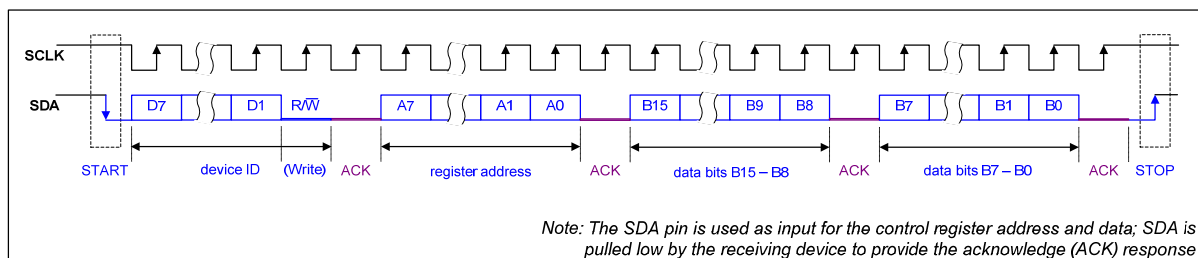 SCLK
SDA
D7 D1 R/W A7 A1 A0 B15 B9 B8 B7 B1 B0
START device ID (Write) ACK register address ACK data bits B15 – B8 ACK data bits B7 – B0 ACK STOP
Note: The SDA pin is used as input for the control register address and data; SDA is
pulled low by the receiving device to provide the acknowledge (ACK) response